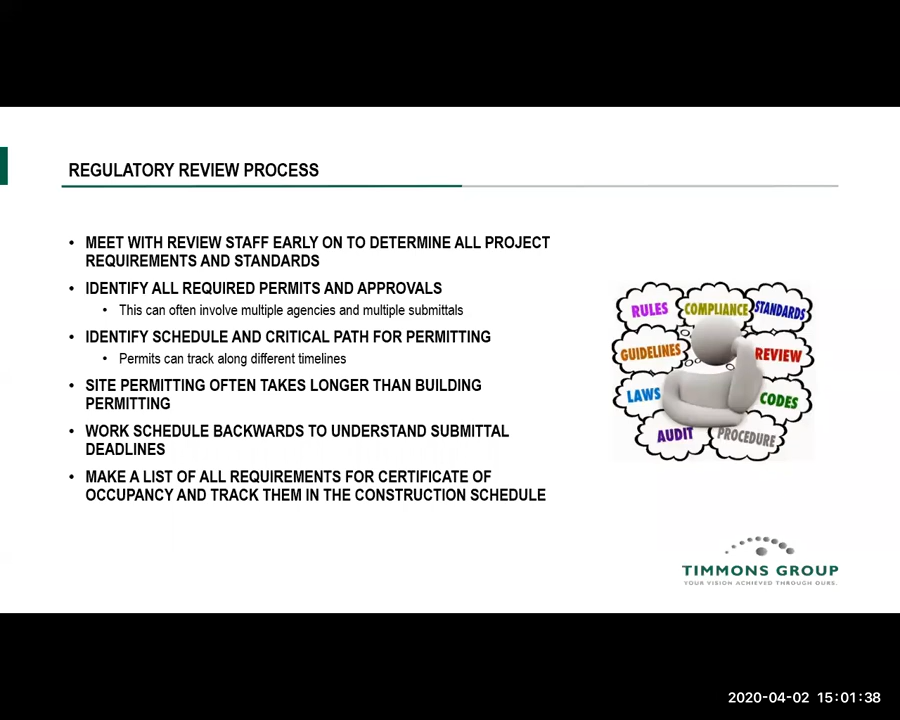 REGULATORY REVIEW PROCESS
• MEET WITH REVIEW STAFF EARLY ON TO DETERMINE ALL PROJECT
REQUIREMENTS AND STANDARDS
• IDENTIFY ALL REQUIRED PERMITS AND APPROVALS
• This can often involve multiple agencies and multiple submittals
• IDENTIFY SCHEDULE AND CRITICAL PATH FOR PERMITTING
• Permits can track along different timelines
• SITE PERMITTING OFTEN TAKES LONGER THAN BUILDING
PERMITTING
• WORK SCHEDULE BACKWARDS TO UNDERSTAND SUBMITTAL
DEADLINES
• MAKE A LIST OF ALL REQUIREMENTS FOR CERTIFICATE OF
OCCUPANCY AND TRACK THEM IN THE CONSTRUCTION SCHEDULE
RULES
COMPLIANCE
STANDARDS
GUIDELINES
REVIEW
LAWS
CODES
AUDIT
PROCEDURE
TIMMONS GROUP
YOUR VISION ACHIEVED THROUGH OURS.
2020-04-02 15:01:38